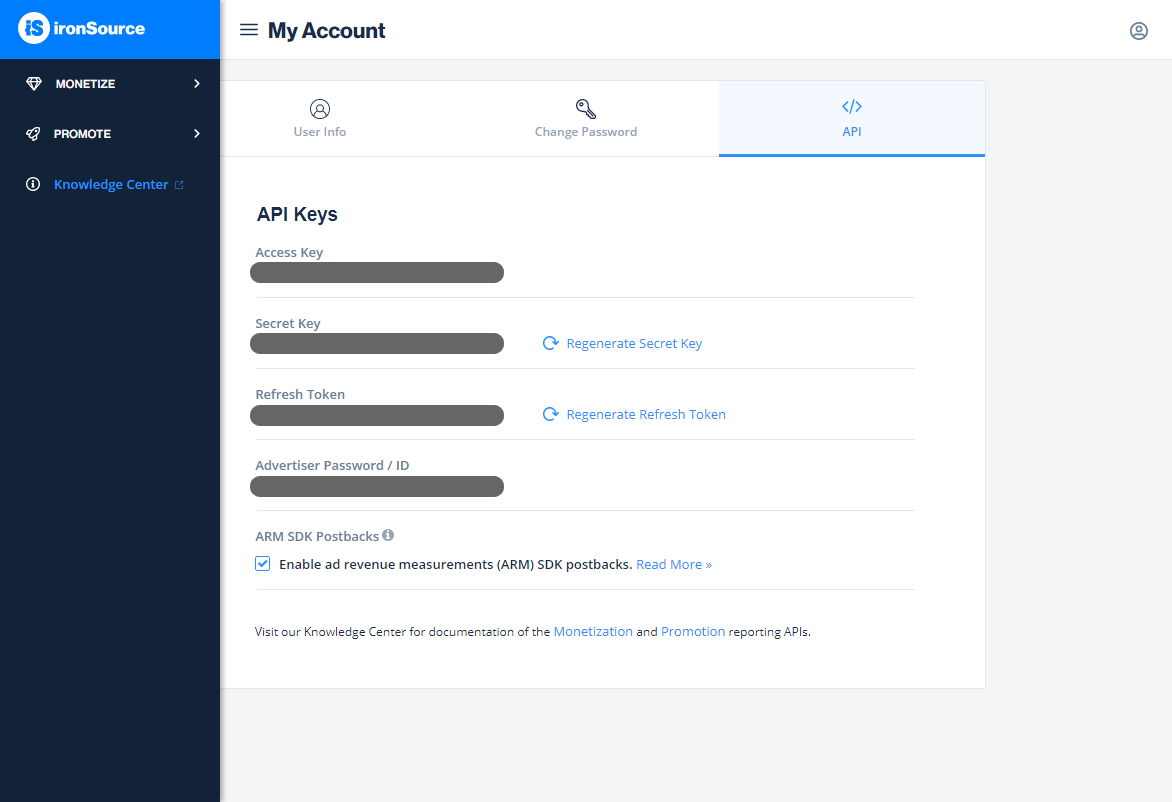 iS ironSource
My Account
MONETIZE
PROMOTE
Knowledge Center
User Info
Change Password
</>
API
API Keys
Access Key
Secret Key
Regenerate Secret Key
Refresh Token
Regenerate Refresh Token
Advertiser Password / ID
ARM SDK Postbacks
Enable ad revenue measurements (ARM) SDK postbacks. Read More »
Visit our Knowledge Center for documentation of the Monetization and Promotion reporting APIs.